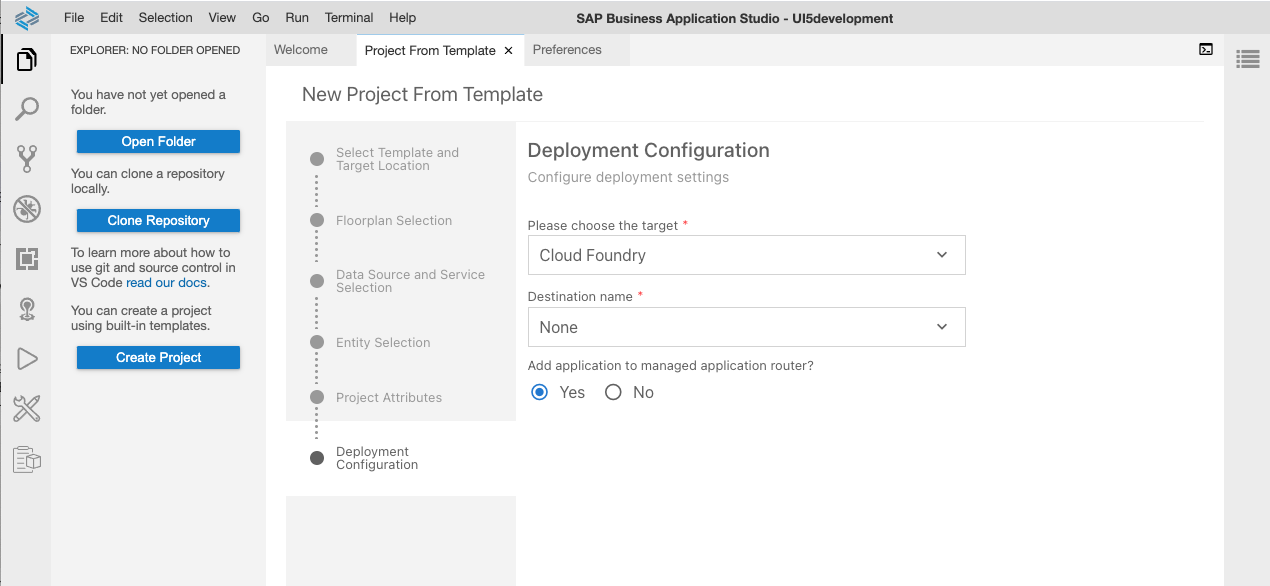 File Edit Selection View Go Run Terminal Help
SAP Business Application Studio - UI5development
EXPLORER: NO FOLDER OPENED
You have not yet opened a
folder.
Open Folder
You can clone a repository
locally.
Clone Repository
To learn more about how to
use git and source control in
VS Code read our docs.
You can create a project
using built-in templates.
Create Project
Welcome
Project From Template ×
Preferences
New Project From Template
Select Template and
Target Location
Floorplan Selection
Data Source and Service
Selection
Entity Selection
Project Attributes
Deployment
Configuration
Deployment Configuration
Configure deployment settings
Please choose the target *
Cloud Foundry
Destination name *
None
Add application to managed application router?
Yes No